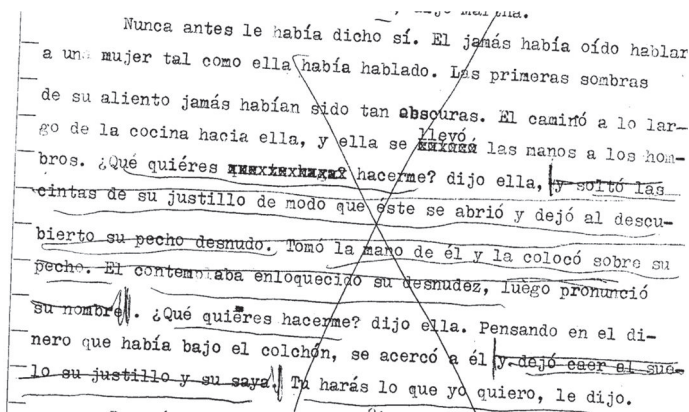 , dijo Martha.
Nunca antes le había dicho sí. El jamás había oído hablar
a una mujer tal como ella había hablado. Las primeras sombras
de su aliento jamás habían sido tan obscuras. El caminó a lo lar-
go de la cocina hacia ella, y ella se llevó las manos a los hom-
bros. ¿Qué quiéres hacerme? dijo ella, y soltó las
cintas de su justillo de modo que éste se abrió y dejó al descu-
bierto su pecho desnudo. Tomó la mano de él y la colocó sobre su
pecho. El contemplaba enloquecido su desnudez, luego pronunció
su nombre. ¿Qué quiéres hacerme? dijo ella. Pensando en el di-
nero que había bajo el colchón, se acercó a él y dejó caer al sue-
lo su justillo y su saya. Tu harás lo que yo quiero, le dijo.